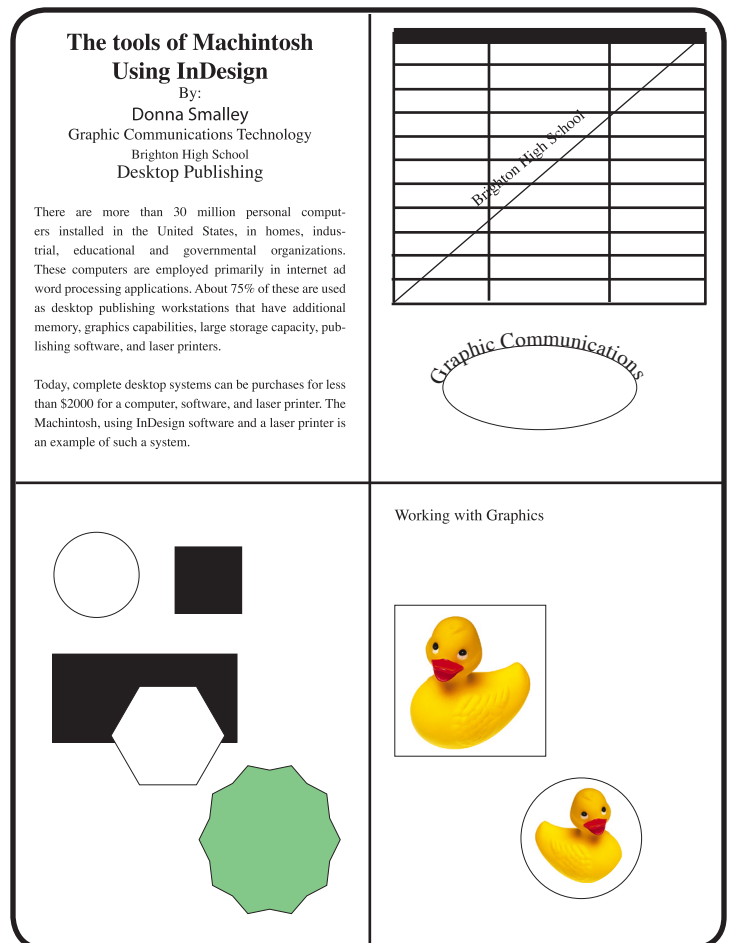 The tools of Machintosh
Using InDesign
By:
Donna Smalley
Graphic Communications Technology
Brighton High School
Desktop Publishing
There are more than 30 million personal comput-
ers installed in the United States, in homes, indus-
trial, educational and governmental organizations.
These computers are employed primarily in internet ad
word processing applications. About 75% of these are used
as desktop publishing workstations that have additional
memory, graphics capabilities, large storage capacity, pub-
lishing software, and laser printers.
Today, complete desktop systems can be purchases for less
than $2000 for a computer, software, and laser printer. The
Machintosh, using InDesign software and a laser printer is
an example of such a system.
Brighton High School
Graphic Communications
Working with Graphics